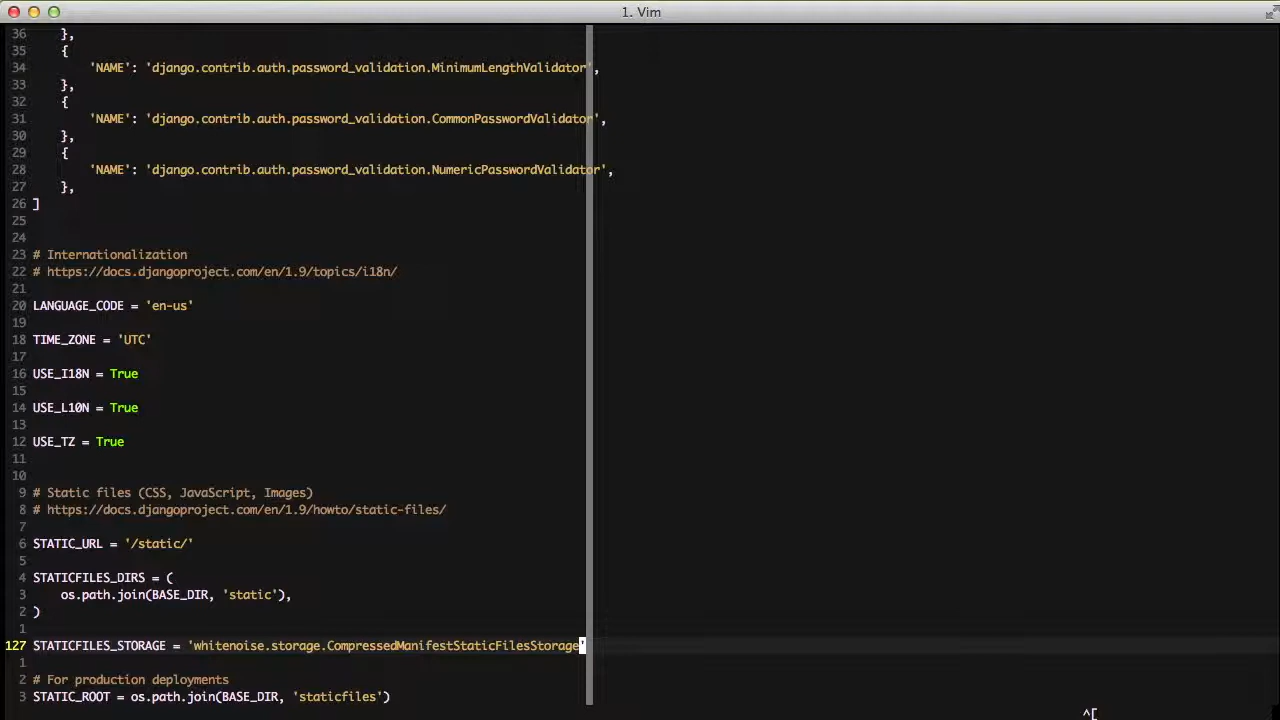 1. Vim
36     },
35     {
34         'NAME': 'django.contrib.auth.password_validation.MinimumLengthValidator',
33     },
32     {
31         'NAME': 'django.contrib.auth.password_validation.CommonPasswordValidator',
30     },
29     {
28         'NAME': 'django.contrib.auth.password_validation.NumericPasswordValidator',
27     },
26 ]
25
24
23 # Internationalization
22 # https://docs.djangoproject.com/en/1.9/topics/i18n/
21
20 LANGUAGE_CODE = 'en-us'
19
18 TIME_ZONE = 'UTC'
17
16 USE_I18N = True
15
14 USE_L10N = True
13
12 USE_TZ = True
11
10
9 # Static files (CSS, JavaScript, Images)
8 # https://docs.djangoproject.com/en/1.9/howto/static-files/
7
6 STATIC_URL = '/static/'
5
4 STATICFILES_DIRS = (
3     os.path.join(BASE_DIR, 'static'),
2 )
1
127 STATICFILES_STORAGE = 'whitenoise.storage.CompressedManifestStaticFilesStorage'
1
2 # For production deployments
3 STATIC_ROOT = os.path.join(BASE_DIR, 'staticfiles')
^[